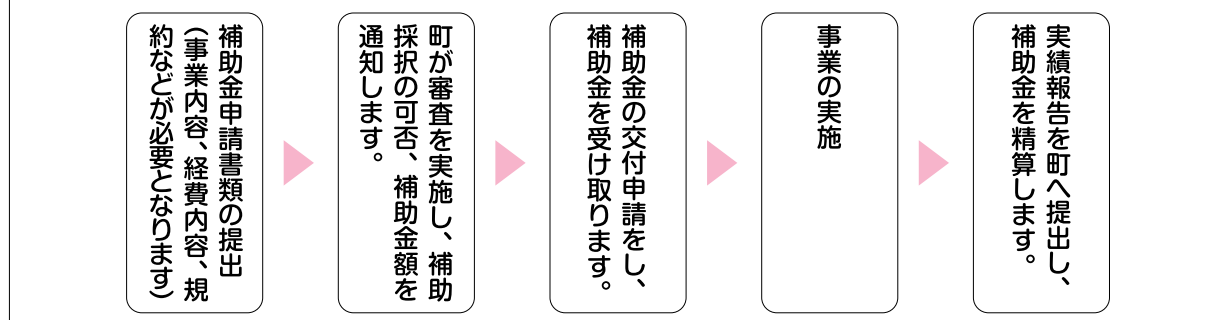 補助金申請書類の提出
（事業内容、経費内容、規
約などが必要となります）
町が審査を実施し、補助
採択の可否、補助金額を
通知します。
補助金の交付申請をし、
補助金を受け取ります。
事業の実施
実績報告を町へ提出し、
補助金を精算します。